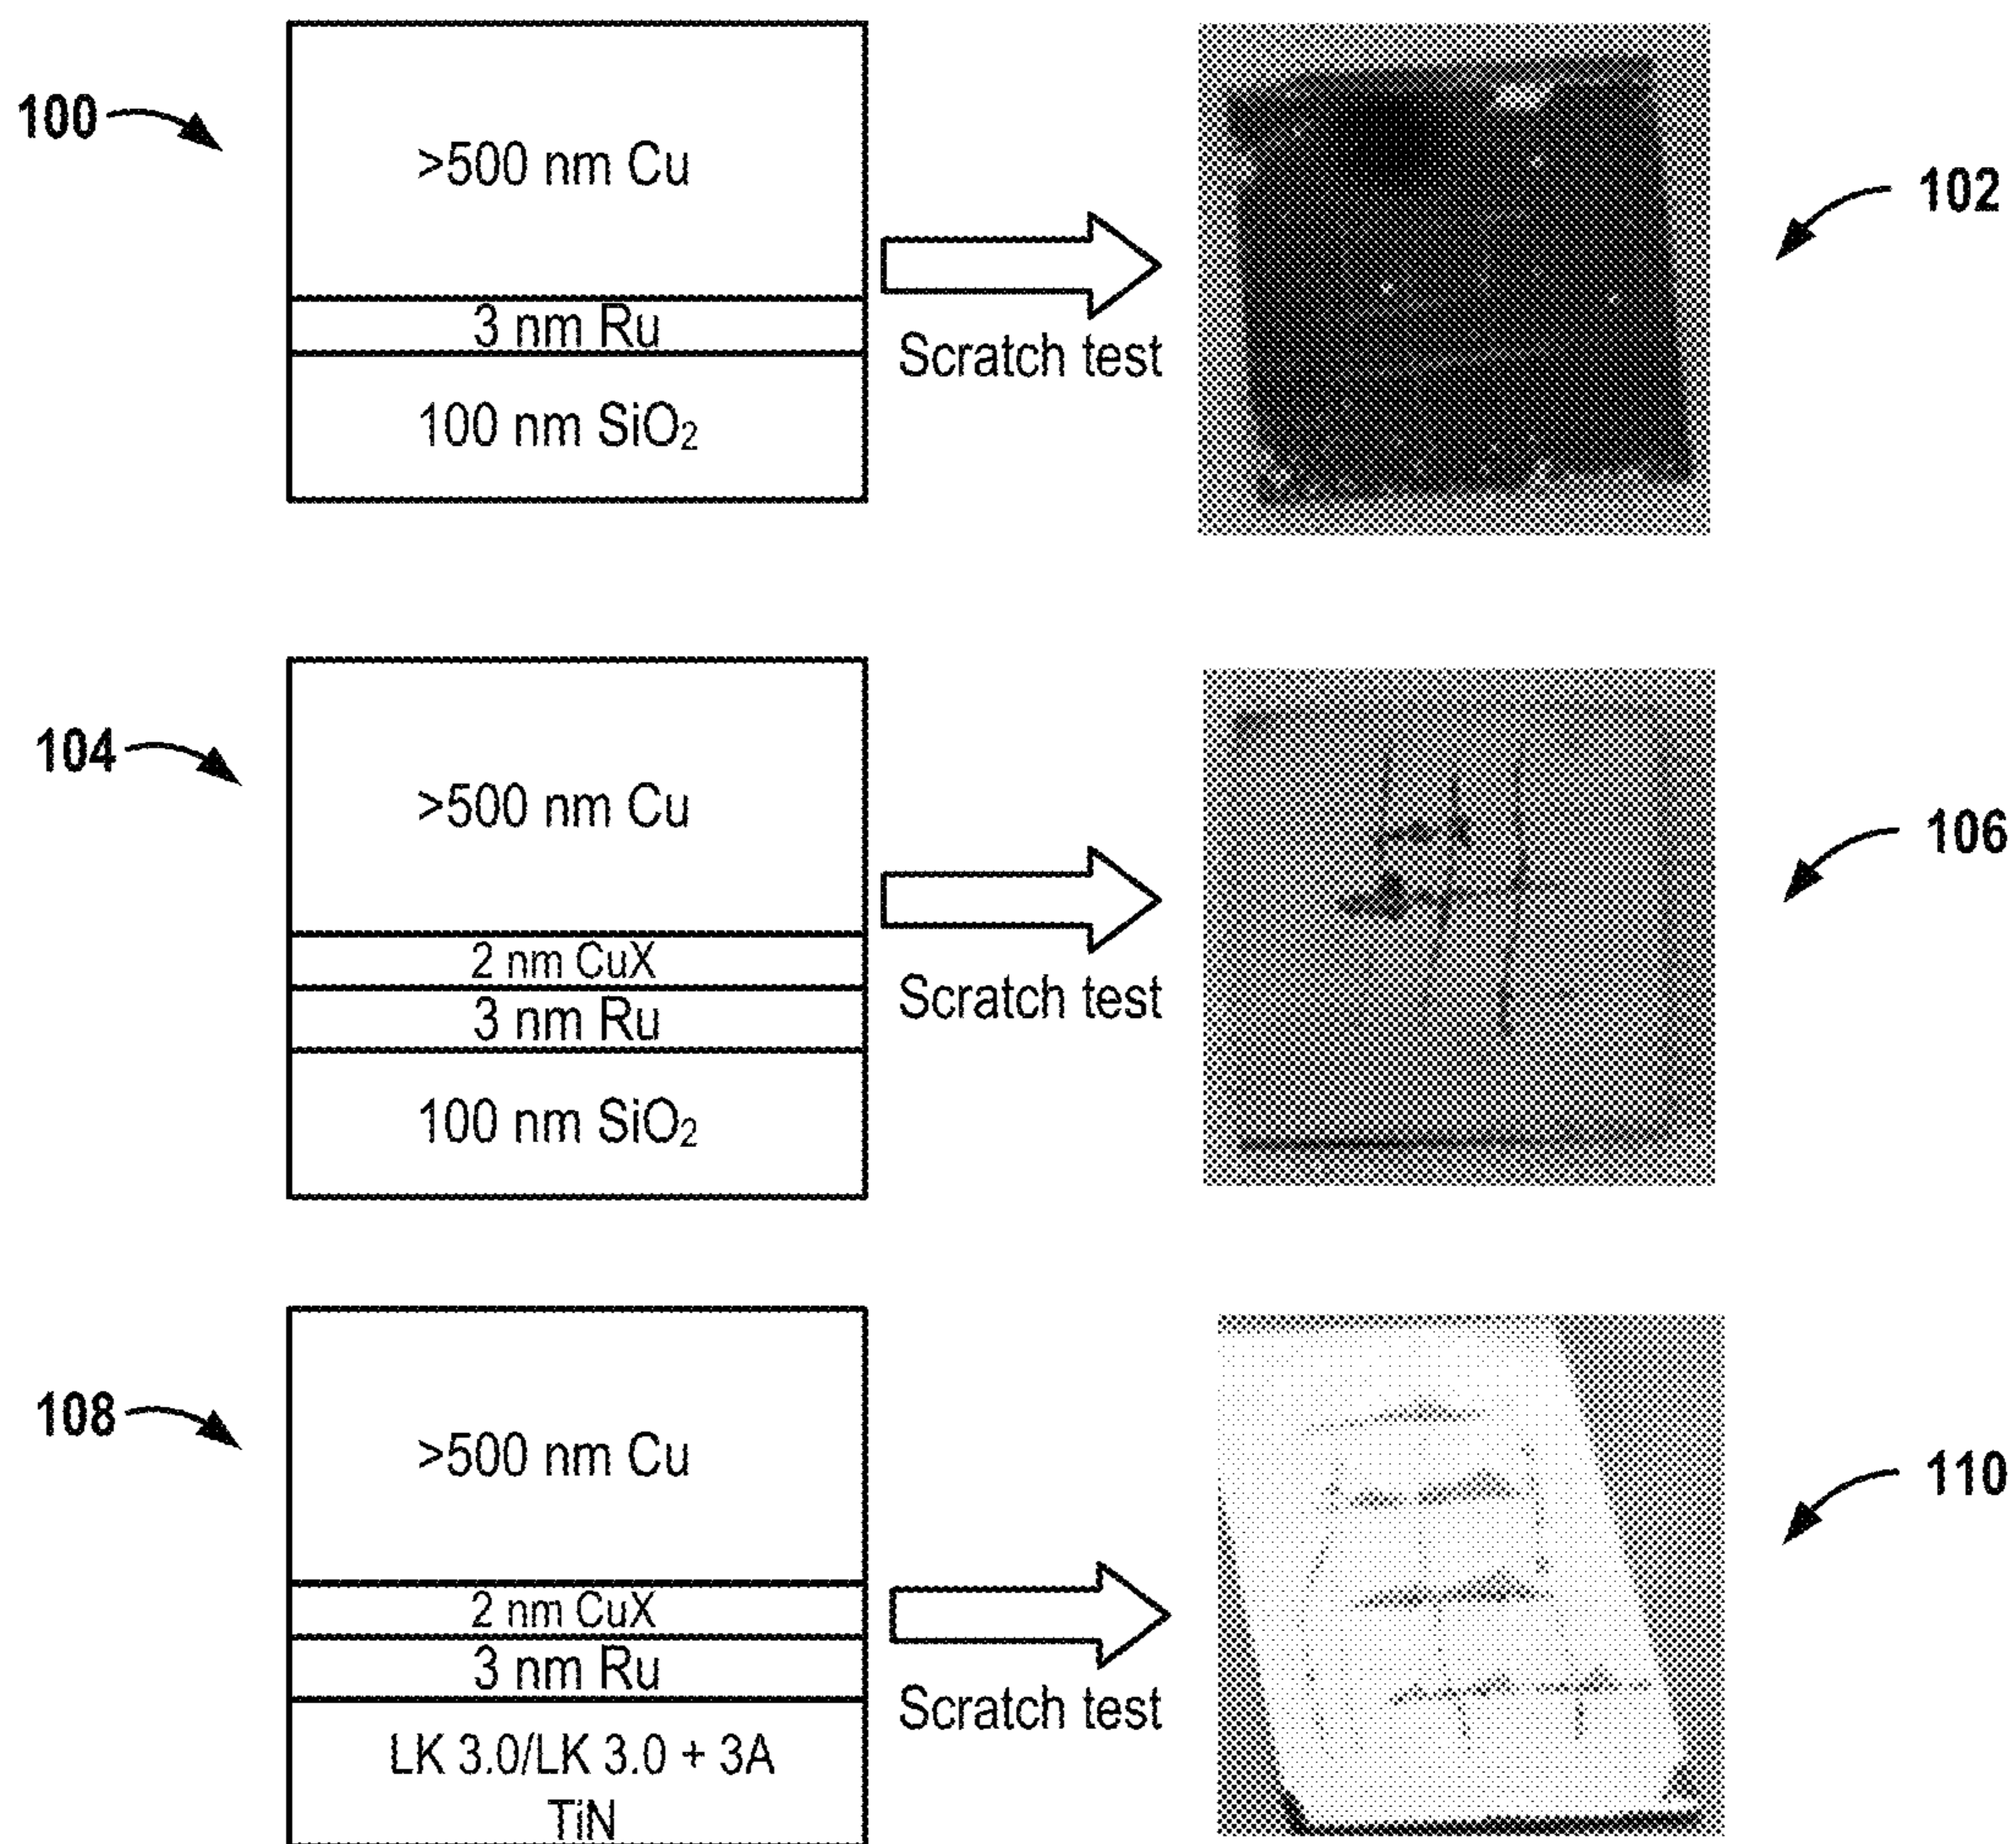 100
>500 nm Cu
3 nm Ru
100 nm SiO₂
Scratch test
102
104
>500 nm Cu
2 nm CuX
3 nm Ru
100 nm SiO₂
Scratch test
106
108
>500 nm Cu
2 nm CuX
3 nm Ru
LK 3.0/LK 3.0 + 3A
TiN
Scratch test
110